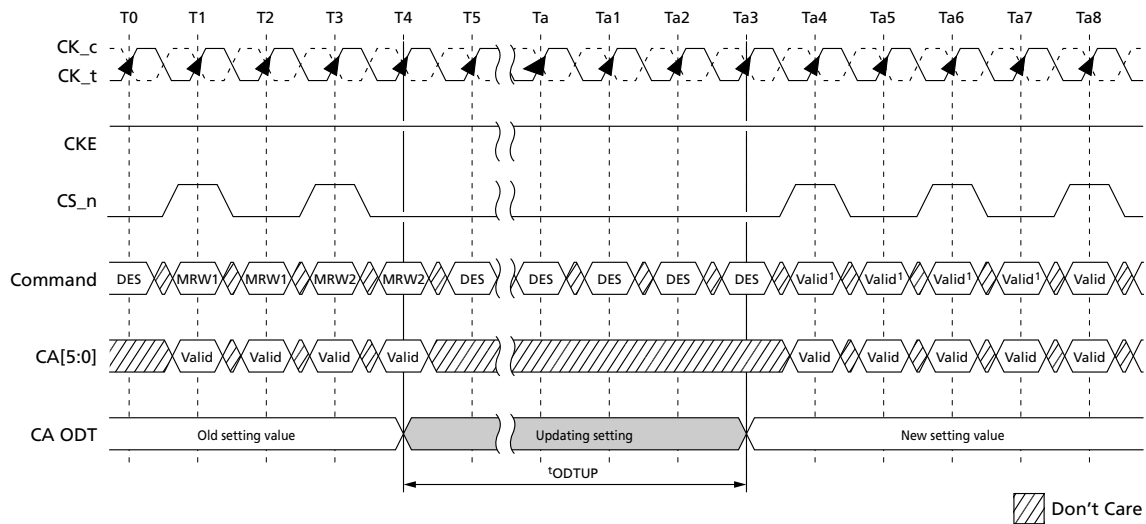 T0 T1 T2 T3 T4 T5 Ta Ta1 Ta2 Ta3 Ta4 Ta5 Ta6 Ta7 Ta8
CK_c
CK_t
CKE
CS_n
Command DES MRW1 MRW1 MRW2 MRW2 DES DES DES DES DES Valid¹ Valid¹ Valid¹ Valid¹ Valid
CA[5:0] Valid Valid Valid Valid Valid Valid Valid Valid Valid
CA ODT Old setting value Updating setting New setting value
ᵗODTUP
Don't Care